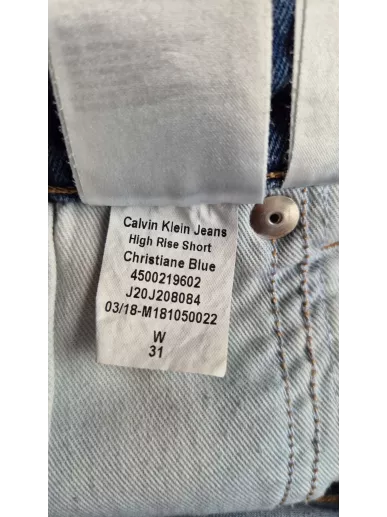 Calvin Klein Jeans
High Rise Short
Christiane Blue
4500219602
J20J208084
03/18-M181050022
W
31